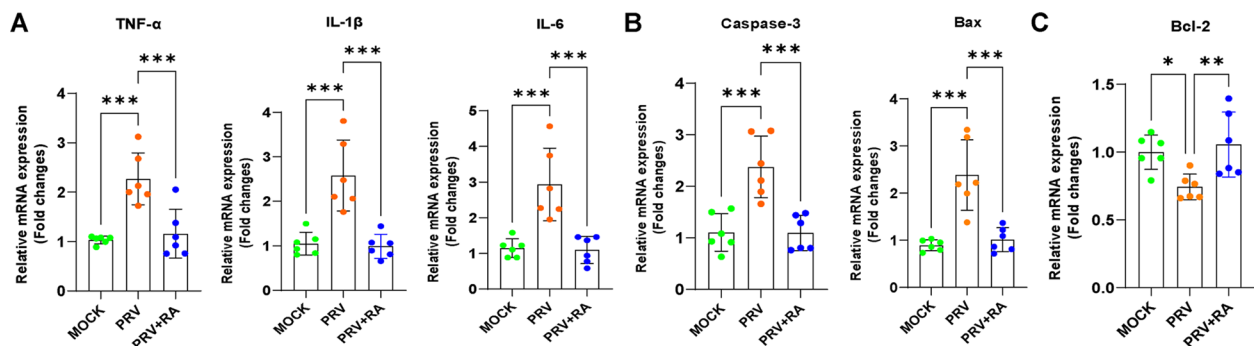 A
TNF-α
Relative mRNA expression
(Fold changes)
4
3
2
1
0
***
***
MOCK
PRV
PRV+RA
IL-1β
Relative mRNA expression
(Fold changes)
4
3
2
1
0
***
***
MOCK
PRV
PRV+RA
IL-6
Relative mRNA expression
(Fold changes)
5
4
3
2
1
0
***
***
MOCK
PRV
PRV+RA
B
Caspase-3
Relative mRNA expression
(Fold changes)
4
3
2
1
0
***
***
MOCK
PRV
PRV+RA
Bax
Relative mRNA expression
(Fold changes)
4
3
2
1
0
***
***
MOCK
PRV
PRV+RA
C
Bcl-2
Relative mRNA expression
(Fold changes)
1.5
1.0
0.5
0.0
*
**
MOCK
PRV
PRV+RA